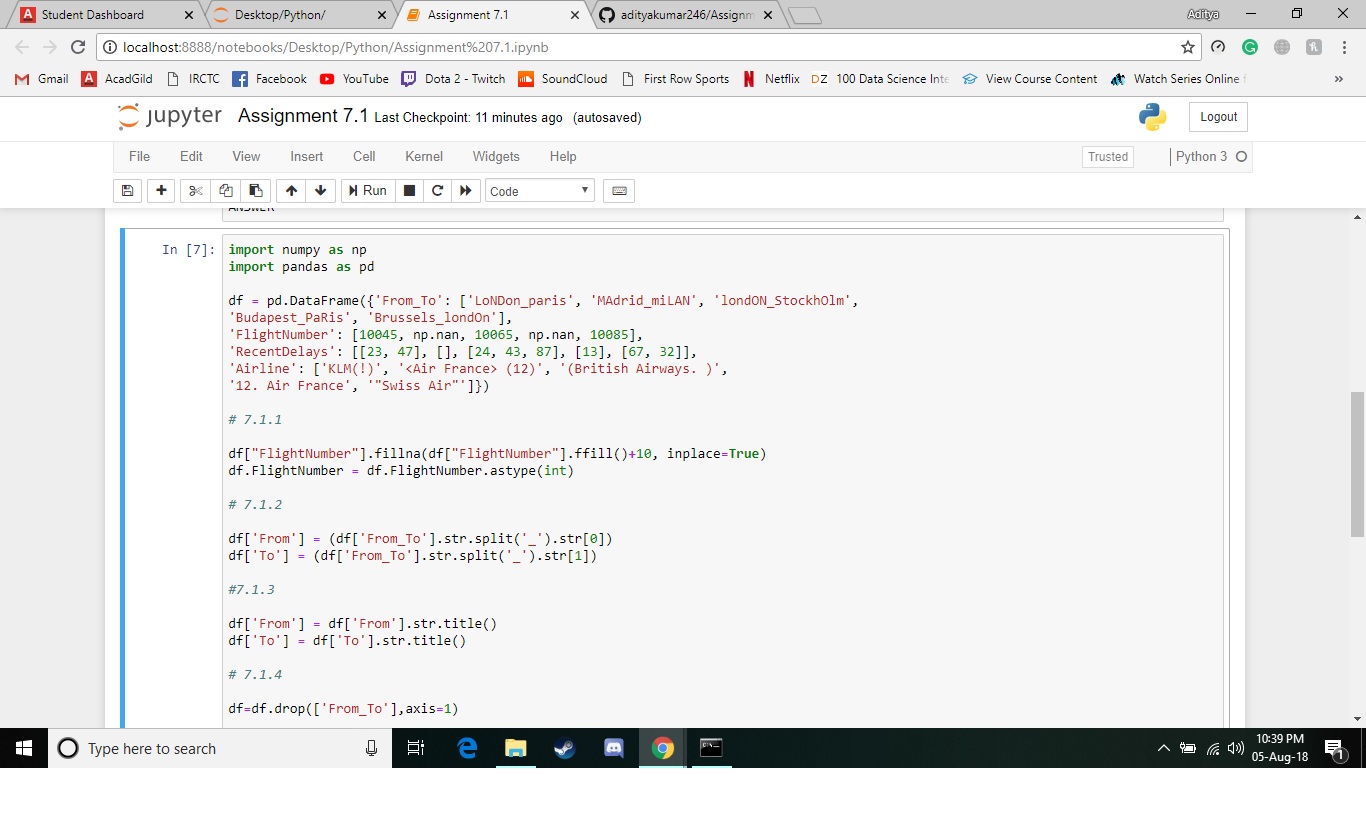 Student Dashboard
Desktop/Python/
Assignment 7.1
adityakumar246/Assignm
Aditya
localhost:8888/notebooks/Desktop/Python/Assignment%207.1.ipynb
Gmail
AcadGild
IRCTC
Facebook
YouTube
Dota 2 - Twitch
SoundCloud
First Row Sports
Netflix
DZ 100 Data Science Inte
View Course Content
Watch Series Online f
»
jupyter Assignment 7.1 Last Checkpoint: 11 minutes ago (autosaved)
Logout
File Edit View Insert Cell Kernel Widgets Help
Trusted
Python 3
Run
Code
ANSWER
In [7]:
import numpy as np
import pandas as pd
df = pd.DataFrame({'From_To': ['LoNDon_paris', 'MAdrid_miLAN', 'londON_StockhOlm',
'Budapest_PaRis', 'Brussels_londOn'],
'FlightNumber': [10045, np.nan, 10065, np.nan, 10085],
'RecentDelays': [[23, 47], [], [24, 43, 87], [13], [67, 32]],
'Airline': ['KLM(!)', '<Air France> (12)', '(British Airways. )',
'12. Air France', '"Swiss Air"']})
# 7.1.1
df["FlightNumber"].fillna(df["FlightNumber"].ffill()+10, inplace=True)
df.FlightNumber = df.FlightNumber.astype(int)
# 7.1.2
df['From'] = (df['From_To'].str.split('_').str[0])
df['To'] = (df['From_To'].str.split('_').str[1])
#7.1.3
df['From'] = df['From'].str.title()
df['To'] = df['To'].str.title()
# 7.1.4
df=df.drop(['From_To'],axis=1)
Type here to search
10:39 PM
05-Aug-18
1